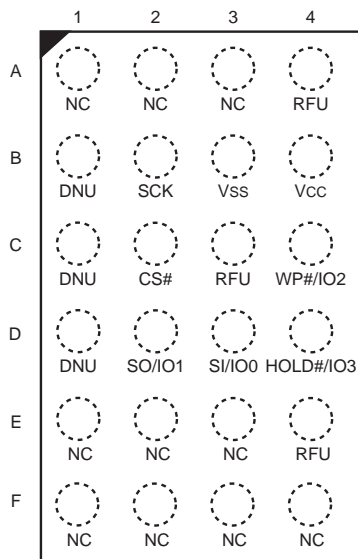 1 2 3 4
A
NC NC NC RFU
B
DNU SCK VSS VCC
C
DNU CS# RFU WP#/IO2
D
DNU SO/IO1 SI/IO0 HOLD#/IO3
E
NC NC NC RFU
F
NC NC NC NC